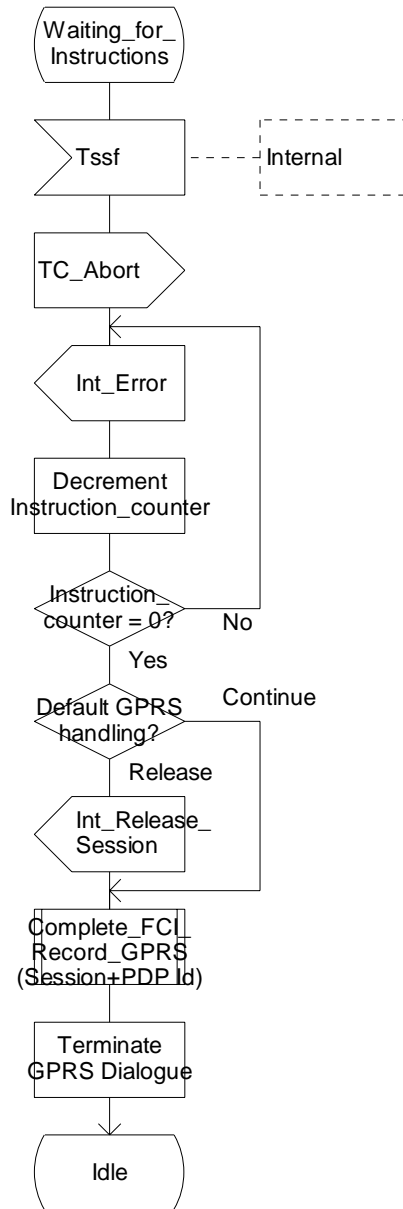 Waiting_for_
Instructions
Tssf
Internal
TC_Abort
Int_Error
Decrement
Instruction_counter
Instruction_
counter = 0?
No
Yes
Default GPRS
handling?
Continue
Release
Int_Release_
Session
Complete_FCI_
Record_GPRS
(Session+PDP Id)
Terminate
GPRS Dialogue
Idle